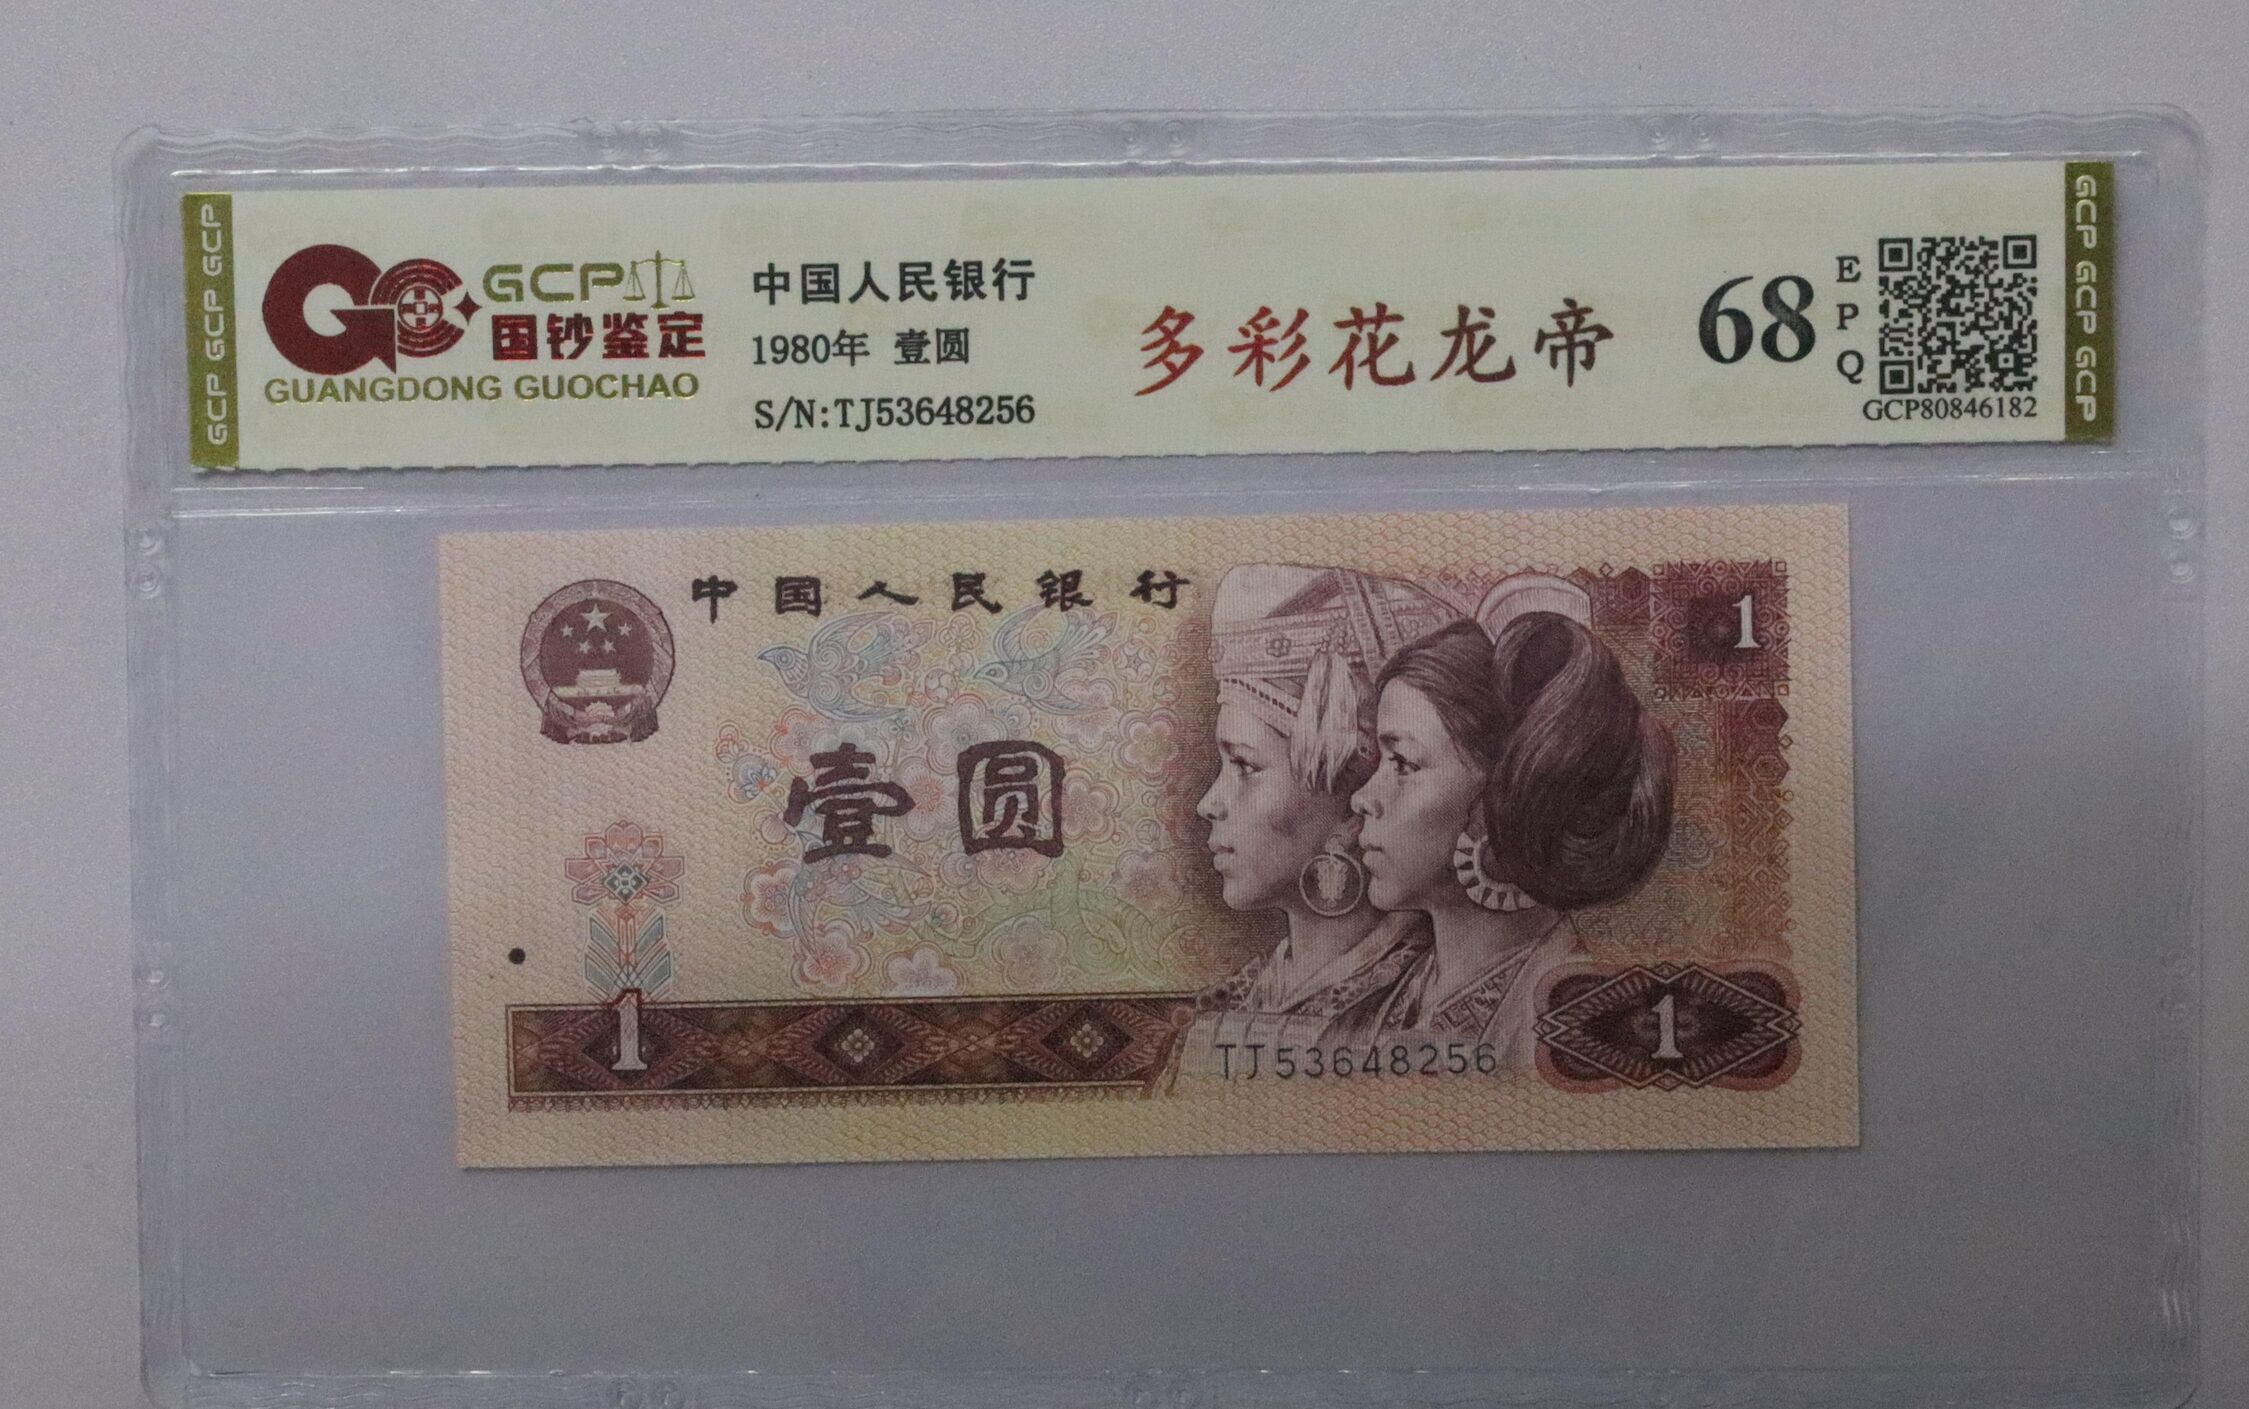 GCP GCP GCP
GCP
国钞鉴定
GUANGDONG GUOCHAO
中国人民银行
1980年 壹圆
S/N:TJ53648256
多彩花龙帝
68
EPQ
GCP80846182
GCP GCP GCP
中国人民银行
1
壹圆
1
TJ53648256
1